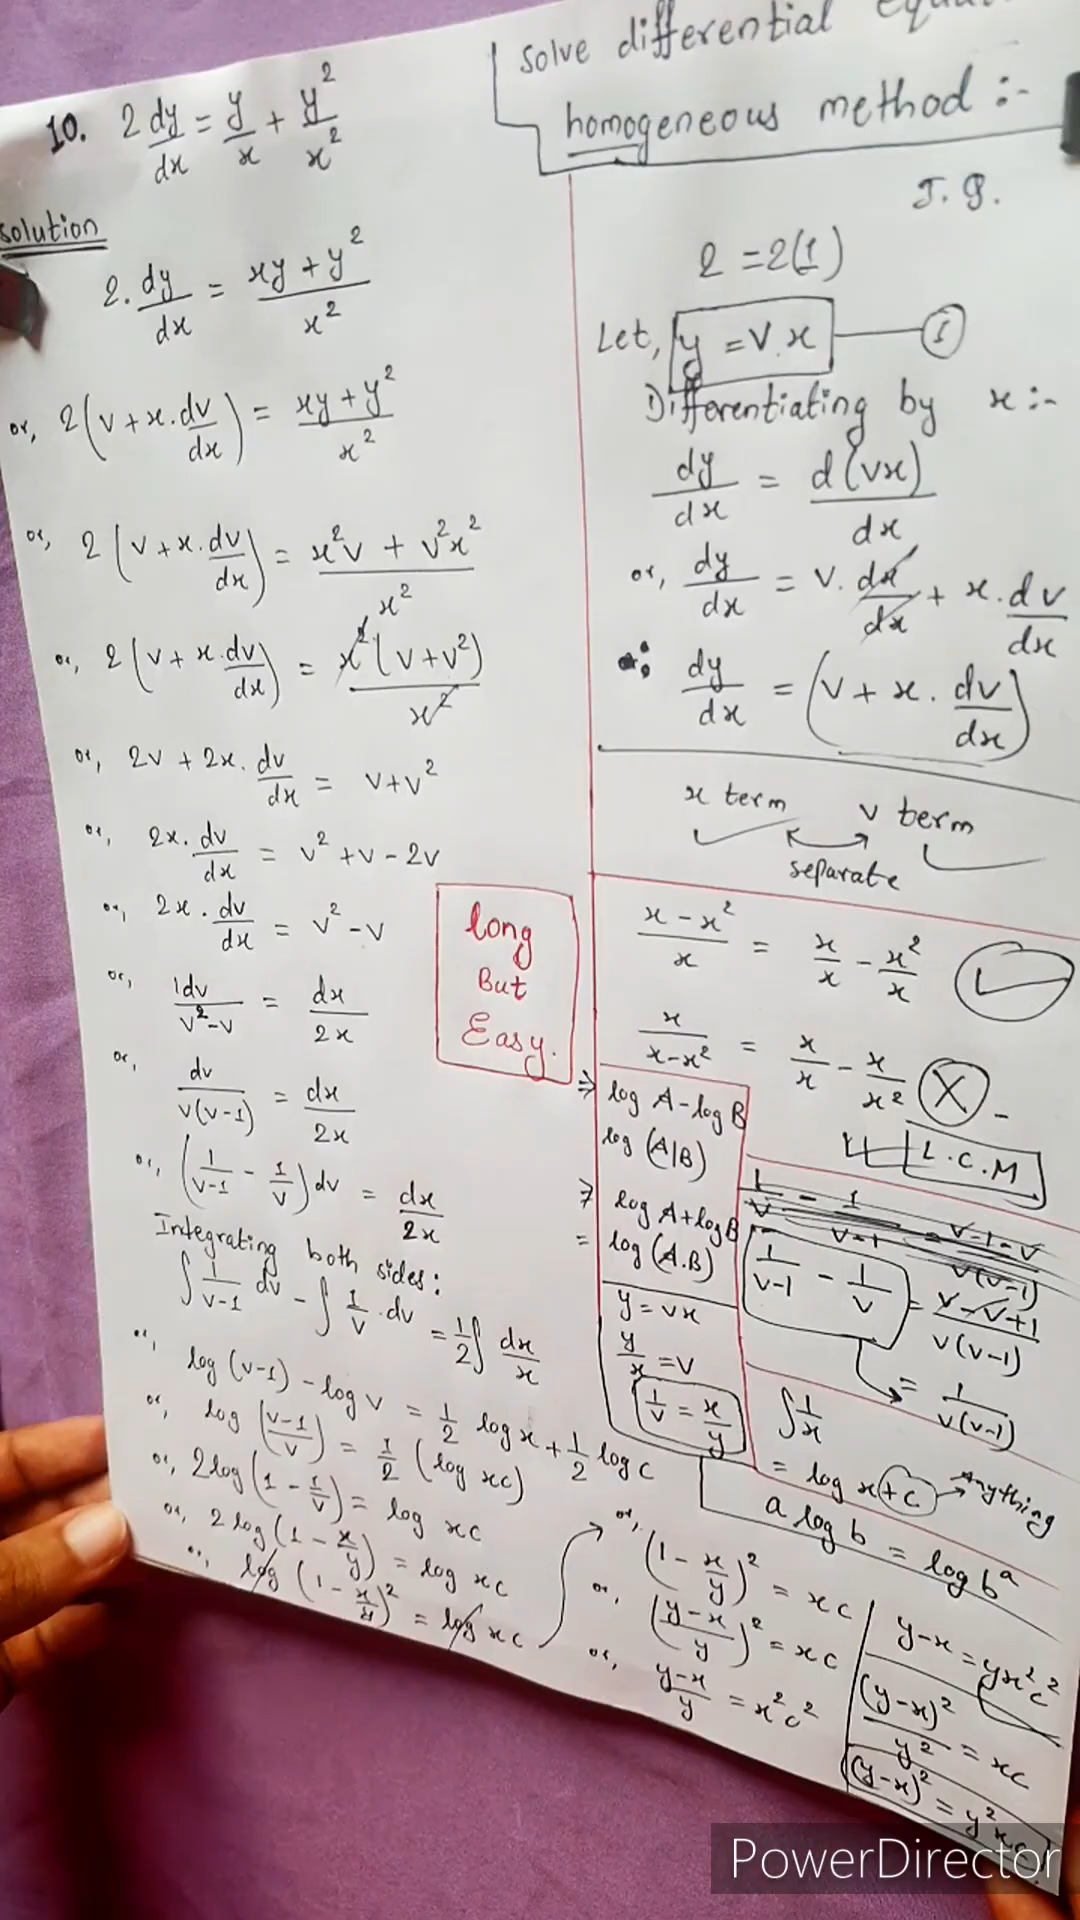 solve differential
homogeneous method :-
10. 2 dy/dx = y/x + y²/x²
solution
2. dy/dx = (xy + y²)/x²
or, 2(v + x. dv/dx) = (xy + y²)/x²
or, 2(v + x. dv/dx) = (x²v + v²x²)/x²
or, 2(v + x. dv/dx) = x²(v + v²)/x²
or, 2v + 2x. dv/dx = v + v²
or, 2x. dv/dx = v² + v - 2v
or, 2x. dv/dx = v² - v
or, 1dv/(v² - v) = dx/2x
or, dv/(v(v-1)) = dx/2x
or, (1/(v-1) - 1/v) dv = dx/2x
Integrating both sides:
∫ 1/(v-1) dv - ∫ 1/v . dv = 1/2 ∫ dx/x
or, log (v-1) - log v = 1/2 log x + 1/2 log c
or, log ((v-1)/v) = 1/2 (log xc)
or, 2 log (1 - 1/v) = log xc
or, 2 log (1 - x/y) = log xc
or, log (1 - x/y)² = log xc
long
But
Easy.
2 = 2(1)
Let, y = v.x — ①
Differentiating by x :-
dy/dx = d(vx)/dx
or, dy/dx = v. dx/dx + x. dv/dx
∴ dy/dx = (v + x. dv/dx)
x term v term
separate
(x - x²)/x = x/x - x²/x
x/(x - x²) = x/x - x/x² X
L.C.M
⇒ log A - log B
log (A/B)
⇒ log A + log B
= log (A.B)
y = vx
y/x = v
1/v = x/y
1/v - 1/(v-1) = (v-1-v)/(v(v-1))
1/(v-1) - 1/v = (v - v + 1)/(v(v-1))
= 1/(v(v-1))
∫ 1/x
= log x + c → Anything
a log b = log bᵃ
or, (1 - x/y)² = xc
or, ((y-x)/y)² = xc
or, (y-x)/y = x²c²
y-x = yx²c²
(y-x)²/y² = xc
(y-x)² = y²xc
PowerDirector